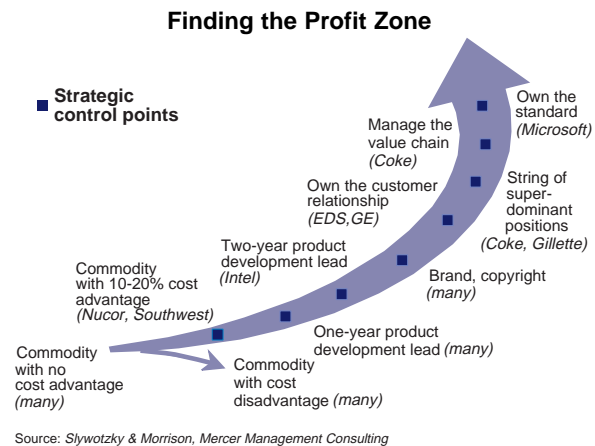 Finding the Profit Zone
Strategic
control points
Own the
standard
(Microsoft)
Manage the
value chain
(Coke)
String of
super-
dominant
positions
(Coke, Gillette)
Own the customer
relationship
(EDS,GE)
Brand, copyright
(many)
Two-year product
development lead
(Intel)
One-year product
development lead (many)
Commodity
with 10-20% cost
advantage
(Nucor, Southwest)
Commodity
with cost
disadvantage (many)
Commodity
with no
cost advantage
(many)
Source: Slywotzky & Morrison, Mercer Management Consulting